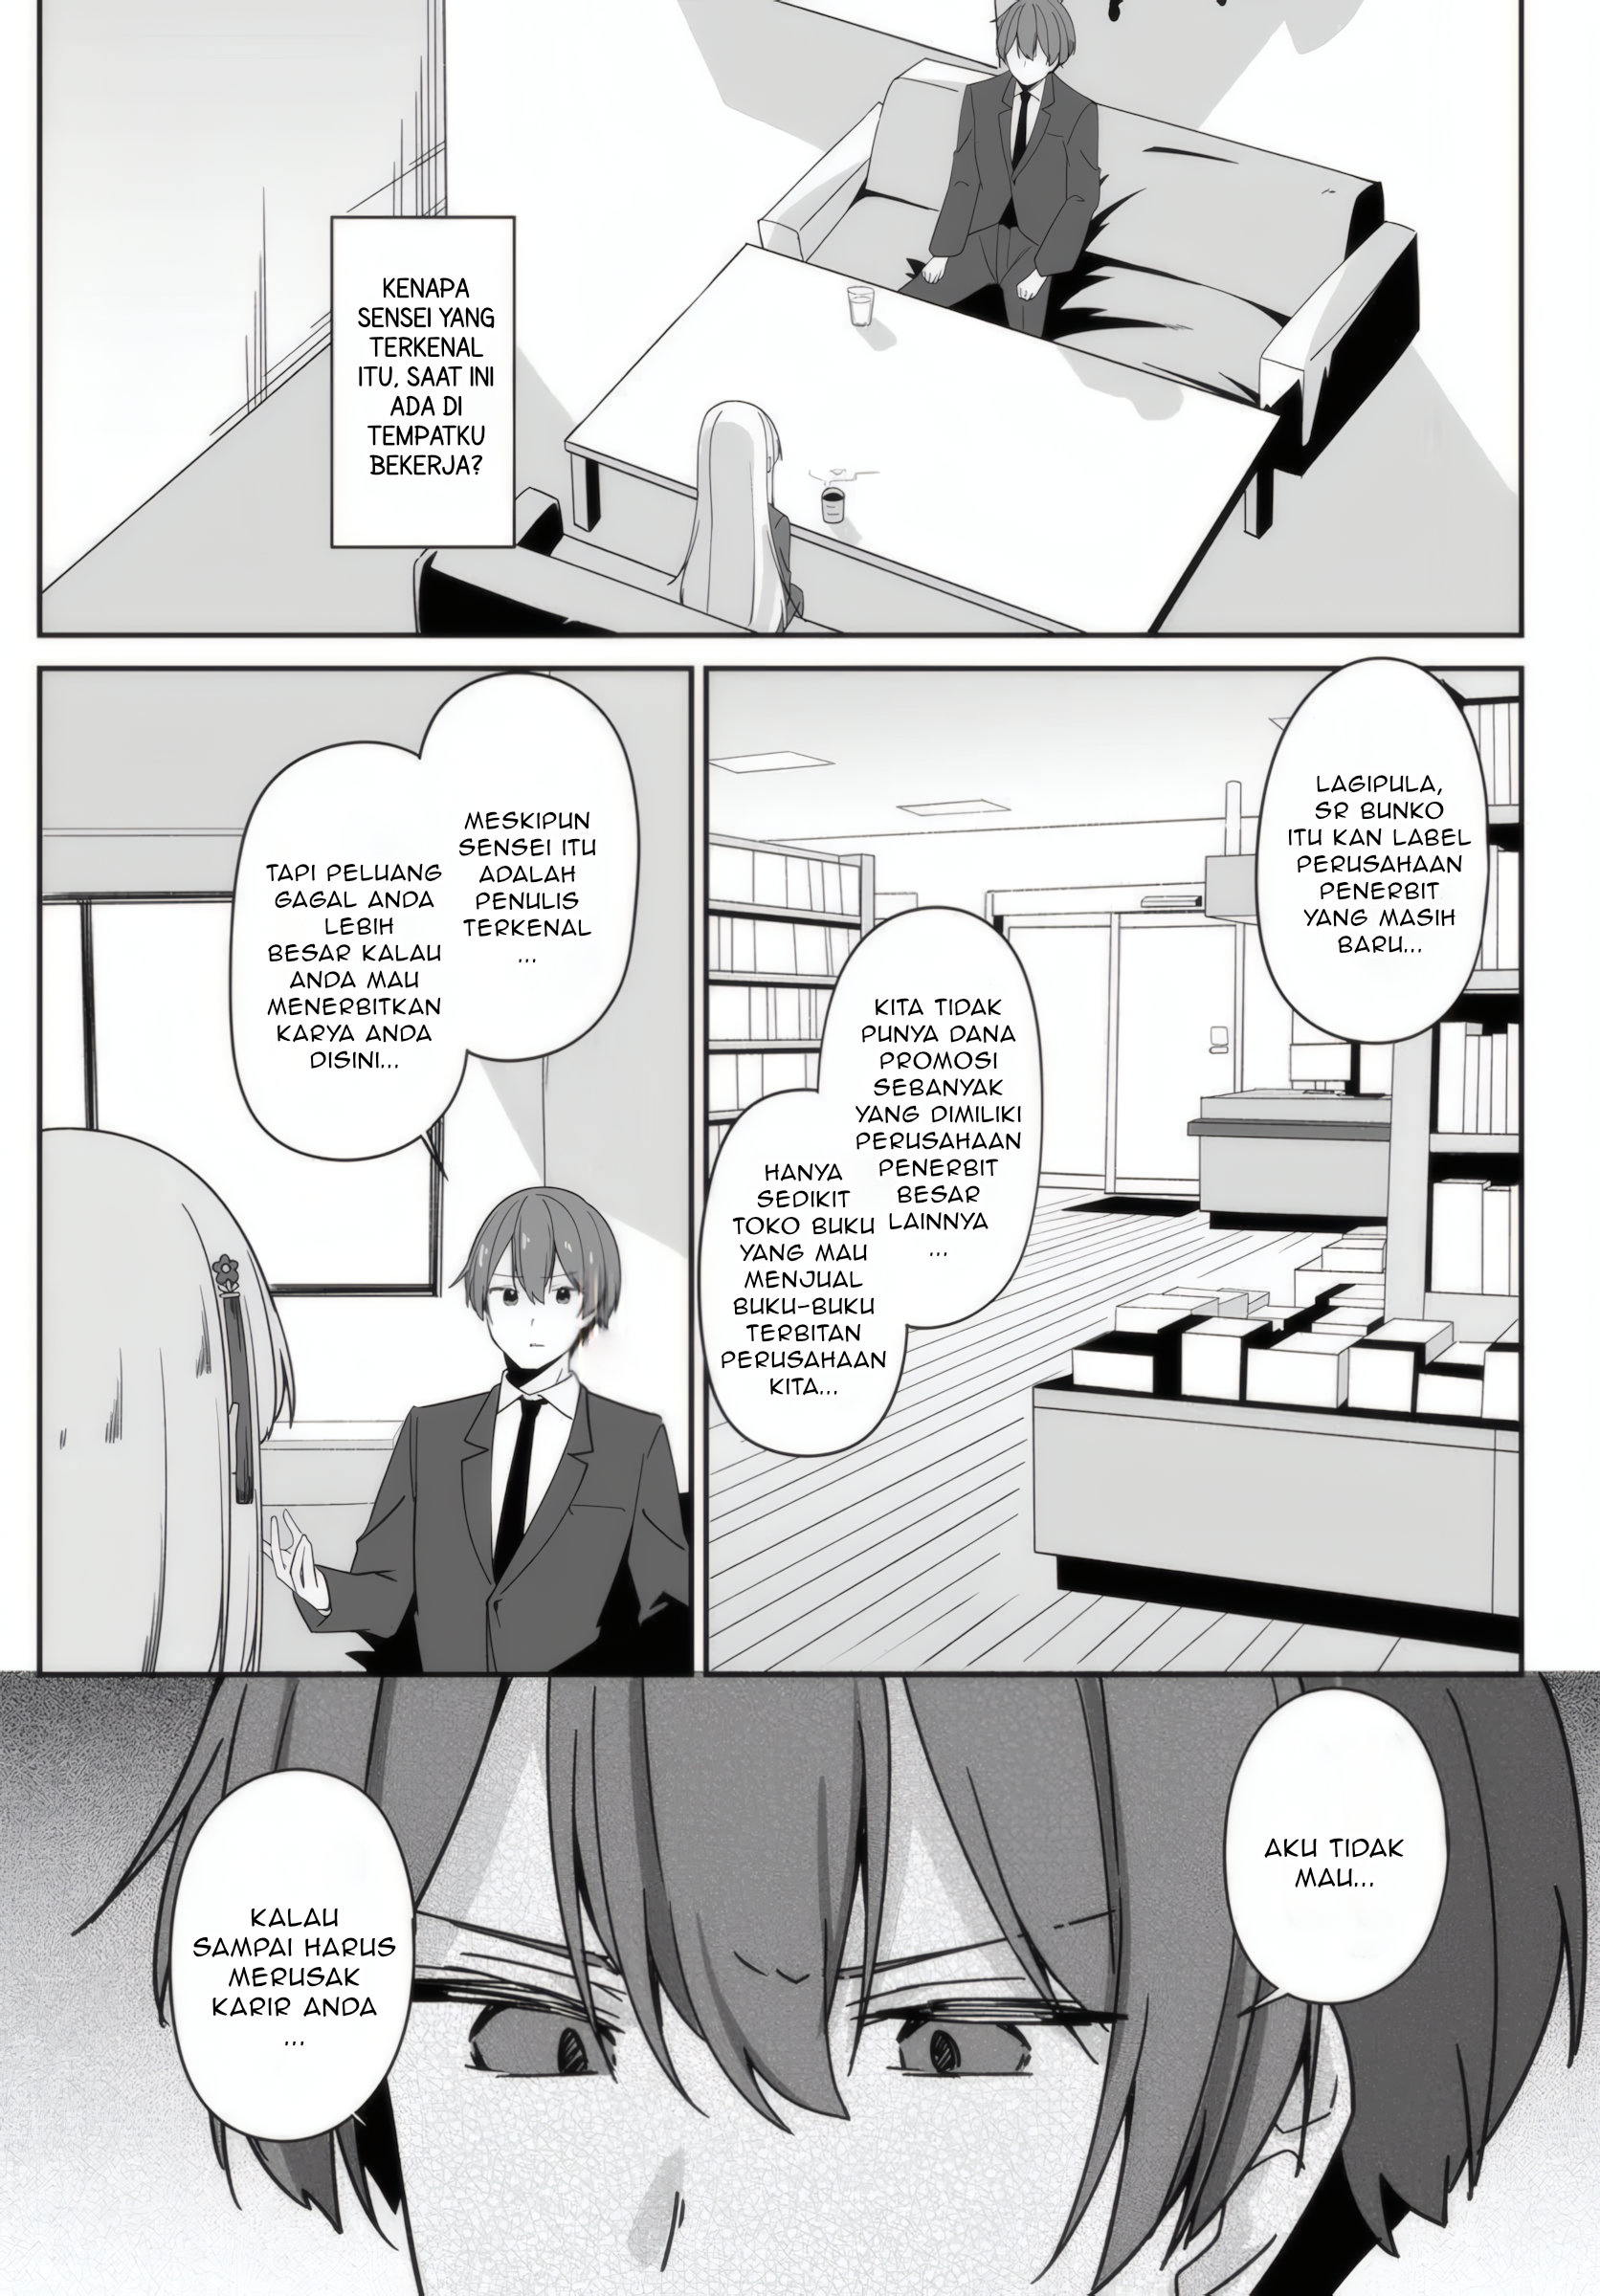 KENAPA
SENSEI YANG
TERKENAL
ITU, SAAT INI
ADA DI
TEMPATKU
BEKERJA?
LAGIPULA,
SR BUNKO
ITU KAN LABEL
PERUSAHAAN
PENERBIT
YANG MASIH
BARU...
KITA TIDAK
PUNYA DANA
PROMOSI
SEBANYAK
YANG DIMILIKI
PERUSAHAAN
PENERBIT
BESAR
LAINNYA
...
HANYA
SEDIKIT
TOKO BUKU
YANG MAU
MENJUAL
BUKU-BUKU
TERBITAN
PERUSAHAAN
KITA...
MESKIPUN
SENSEI ITU
ADALAH
PENULIS
TERKENAL
...
TAPI PELUANG
GAGAL ANDA
LEBIH
BESAR KALAU
ANDA MAU
MENERBITKAN
KARYA ANDA
DISINI...
AKU TIDAK
MAU...
KALAU
SAMPAI HARUS
MERUSAK
KARIR ANDA
...